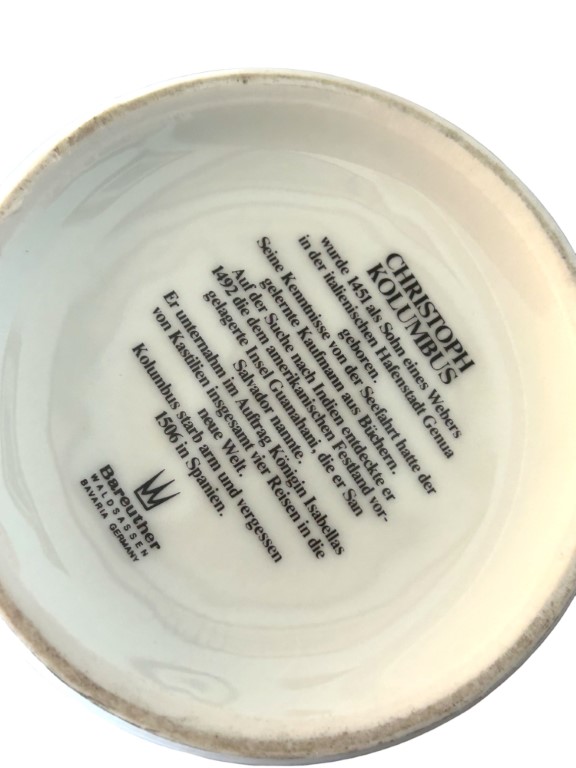 CHRISTOPH
KOLUMBUS
wurde 1451 als Sohn eines Webers
in der italienischen Hafenstadt Genua
geboren.
Seine Kenntnisse von der Seefahrt hatte der
gelernte Kaufmann aus Büchern.
Auf der Suche nach Indien entdeckte er
1492 die dem amerikanischen Festland vor-
gelagerte Insel Guanahani, die er San
Salvador nannte.
Er unternahm im Auftrag Königin Isabellas
von Kastilien insgesamt vier Reisen in die
neue Welt.
Kolumbus starb arm und vergessen
1506 in Spanien.
Bareuther
WALDSASSEN
BAVARIA GERMANY